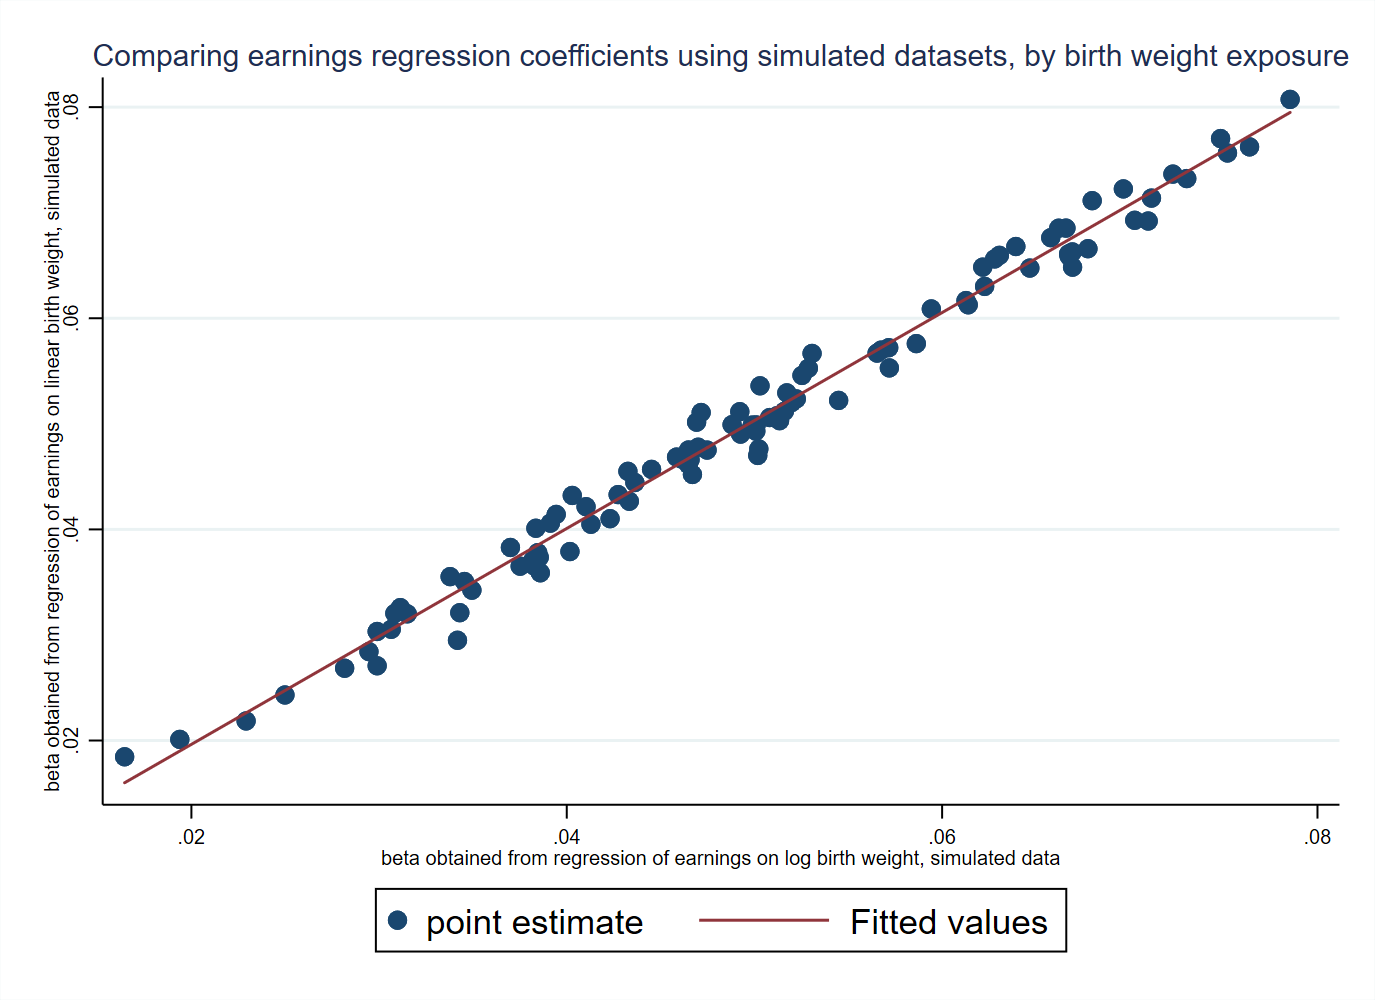 Comparing earnings regression coefficients using simulated datasets, by birth weight exposure
beta obtained from regression of earnings on linear birth weight, simulated data
.08
.06
.04
.02
.02
.04
.06
.08
beta obtained from regression of earnings on log birth weight, simulated data
point estimate
Fitted values